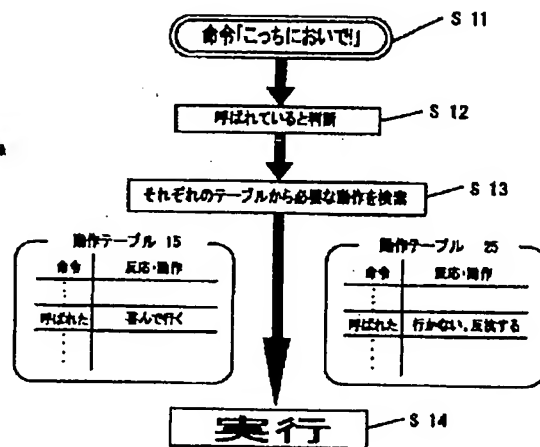 S 11
命令「こっちにおいで!」
S 12
呼ばれていると判断
S 13
それぞれのテーブルから必要な動作を検索
動作テーブル 15
命令 反応・動作
呼ばれた 喜んで行く
動作テーブル 25
命令 反応・動作
呼ばれた 行かない。反抗する
S 14
実行